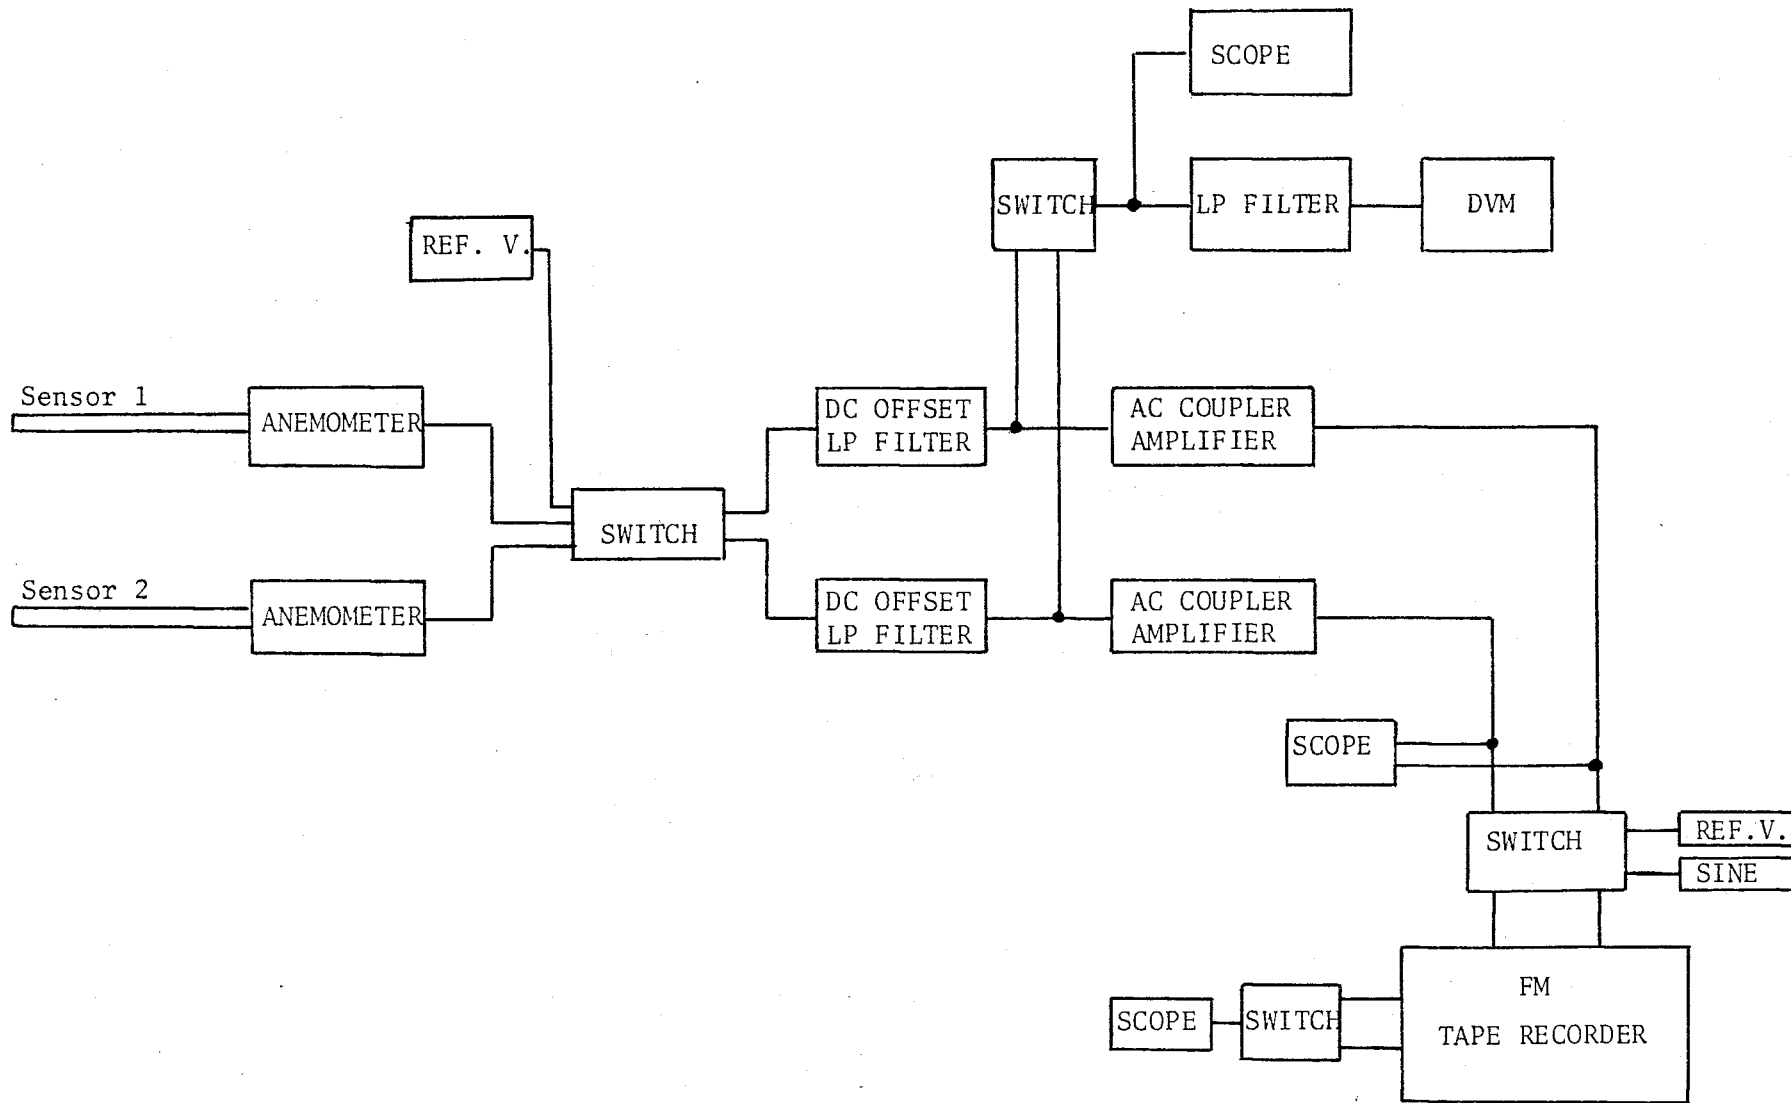 SCOPE
SWITCH
LP FILTER
DVM
REF. V.
Sensor 1
ANEMOMETER
DC OFFSET
LP FILTER
AC COUPLER
AMPLIFIER
SWITCH
Sensor 2
ANEMOMETER
DC OFFSET
LP FILTER
AC COUPLER
AMPLIFIER
SCOPE
SWITCH
REF.V.
SINE
FM
TAPE RECORDER
SCOPE
SWITCH